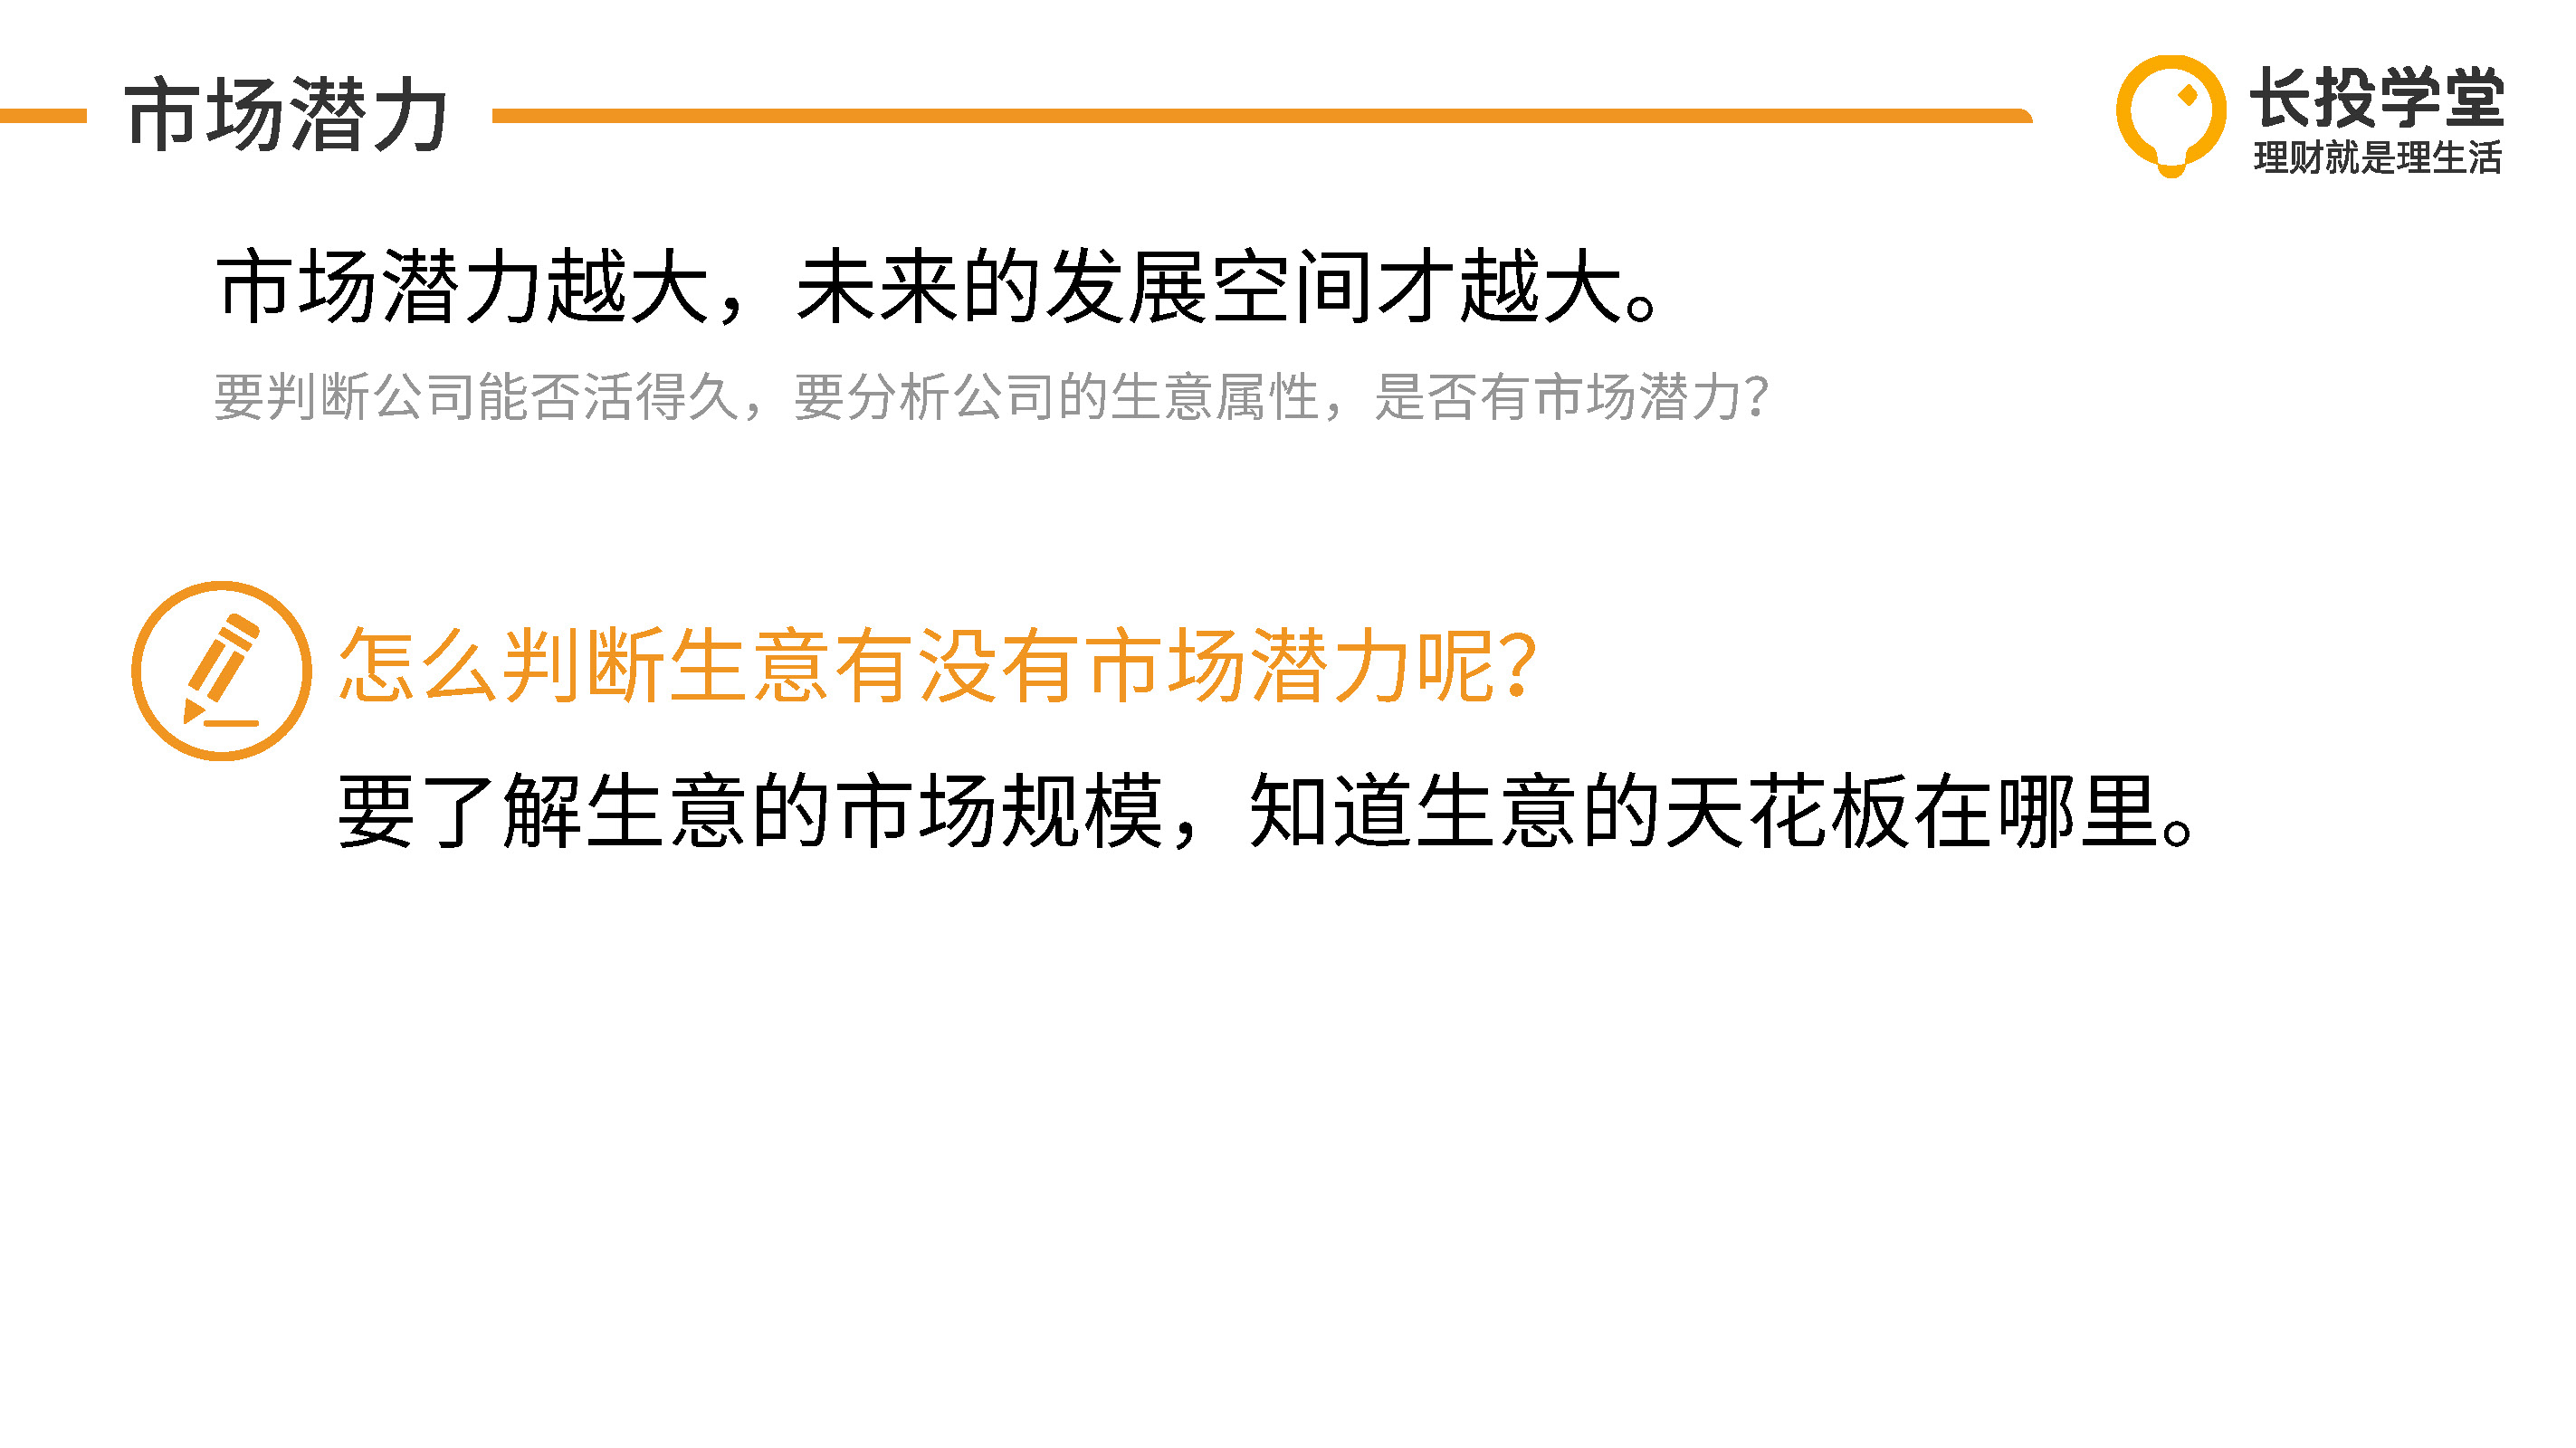 市场潜力
长投学堂
理财就是理生活
市场潜力越大，未来的发展空间才越大。
要判断公司能否活得久，要分析公司的生意属性，是否有市场潜力？
怎么判断生意有没有市场潜力呢？
要了解生意的市场规模，知道生意的天花板在哪里。